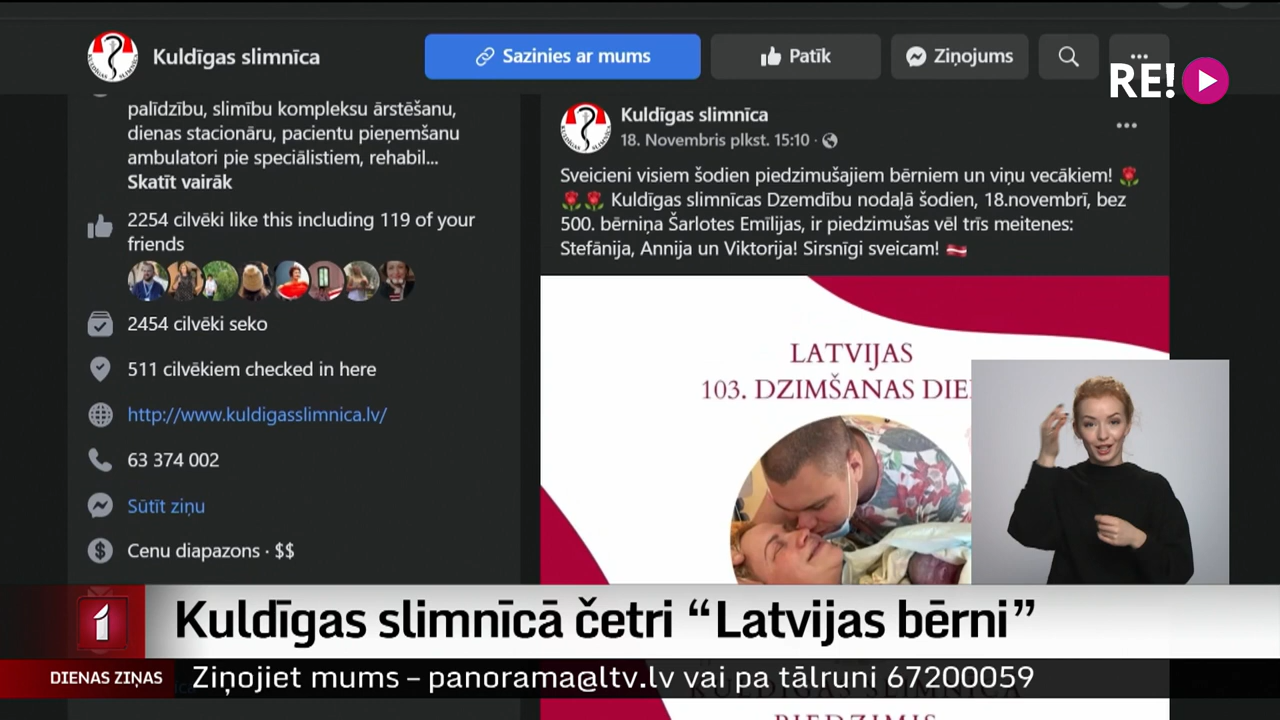 Kuldīgas slimnīca
Sazinies ar mums
Patīk
Ziņojums
RE!
palīdzību, slimību kompleksu ārstēšanu,
dienas stacionāru, pacientu pieņemšanu
ambulatori pie speciālistiem, rehabil...
Skatīt vairāk
2254 cilvēki like this including 119 of your
friends
2454 cilvēki seko
511 cilvēkiem checked in here
http://www.kuldigasslimnica.lv/
63 374 002
Sūtīt ziņu
Cenu diapazons · $$
Kuldīgas slimnīca
18. Novembris plkst. 15:10 ·
Sveicieni visiem šodien piedzimušajiem bērniem un viņu vecākiem! 🌹
🌹🌹 Kuldīgas slimnīcas Dzemdību nodaļā šodien, 18.novembrī, bez
500. bērniņa Šarlotes Emīlijas, ir piedzimušas vēl trīs meitenes:
Stefānija, Annija un Viktorija! Sirsnīgi sveicam! 🇱🇻
LATVIJAS
103. DZIMŠANAS DIE
1
Kuldīgas slimnīcā četri “Latvijas bērni”
DIENAS ZIŅAS
Ziņojiet mums – panorama@ltv.lv vai pa tālruni 67200059